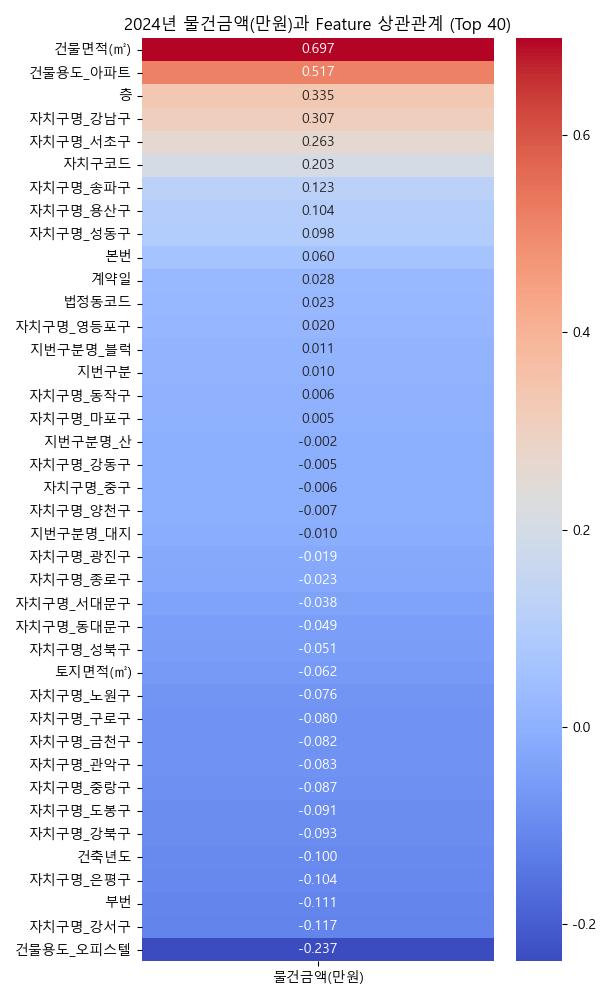 2024년 물건금액(만원)과 Feature 상관관계 (Top 40)
건물면적(㎡) 0.697
건물용도_아파트 0.517
층 0.335
자치구명_강남구 0.307
자치구명_서초구 0.263
자치구코드 0.203
자치구명_송파구 0.123
자치구명_용산구 0.104
자치구명_성동구 0.098
본번 0.060
계약일 0.028
법정동코드 0.023
자치구명_영등포구 0.020
지번구분명_블럭 0.011
지번구분 0.010
자치구명_동작구 0.006
자치구명_마포구 0.005
지번구분명_산 -0.002
자치구명_강동구 -0.005
자치구명_중구 -0.006
자치구명_양천구 -0.007
지번구분명_대지 -0.010
자치구명_광진구 -0.019
자치구명_종로구 -0.023
자치구명_서대문구 -0.038
자치구명_동대문구 -0.049
자치구명_성북구 -0.051
토지면적(㎡) -0.062
자치구명_노원구 -0.076
자치구명_구로구 -0.080
자치구명_금천구 -0.082
자치구명_관악구 -0.083
자치구명_중랑구 -0.087
자치구명_도봉구 -0.091
자치구명_강북구 -0.093
건축년도 -0.100
자치구명_은평구 -0.104
부번 -0.111
자치구명_강서구 -0.117
건물용도_오피스텔 -0.237
물건금액(만원)
0.6
0.4
0.2
0.0
-0.2